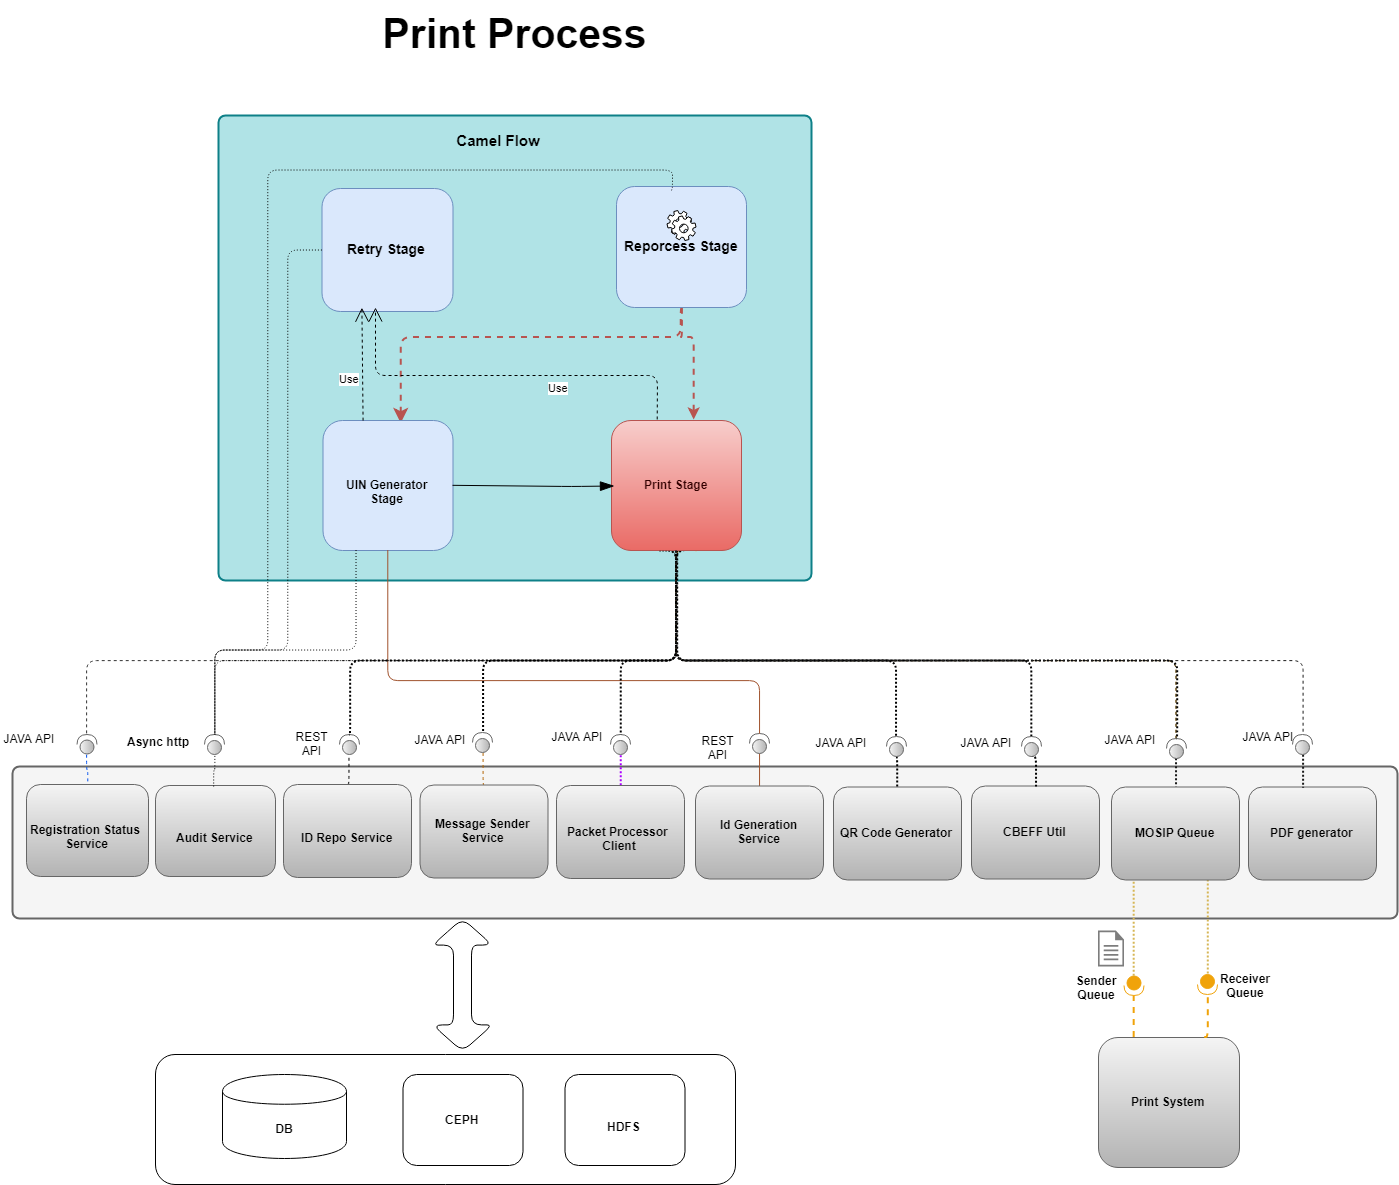 Print Process
Camel Flow
Retry Stage
Reporcess Stage
Use
Use
UIN Generator
Stage
Print Stage
JAVA API
Async http
REST
API
JAVA API
JAVA API
REST
API
JAVA API
JAVA API
JAVA API
JAVA API
Registration Status
Service
Audit Service
ID Repo Service
Message Sender
Service
Packet Processor
Client
Id Generation
Service
QR Code Generator
CBEFF Util
MOSIP Queue
PDF generator
Sender
Queue
Receiver
Queue
DB
CEPH
HDFS
Print System